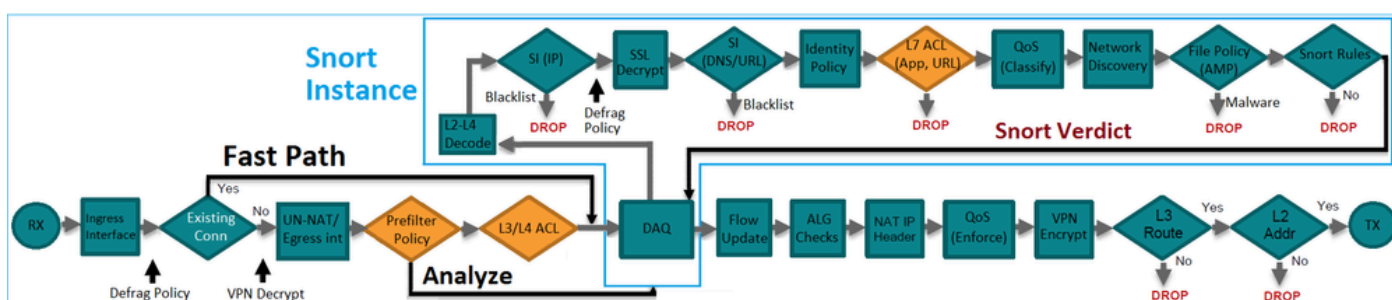 Snort
Instance
SI (IP)
SSL
Decrypt
SI
(DNS/URL)
Identity
Policy
L7 ACL
(App, URL)
QoS
(Classify)
Network
Discovery
File Policy
(AMP)
Snort Rules
Blacklist
DROP
Defrag
Policy
Blacklist
DROP
DROP
Malware
DROP
No
DROP
L2-L4
Decode
Snort Verdict
Fast Path
Yes
RX
Ingress
Interface
Existing
Conn
No
UN-NAT/
Egress int
Prefilter
Policy
L3/L4 ACL
DAQ
Flow
Update
ALG
Checks
NAT IP
Header
QoS
(Enforce)
VPN
Encrypt
L3
Route
Yes
L2
Addr
Yes
TX
Analyze
No
DROP
No
DROP
Defrag Policy
VPN Decrypt